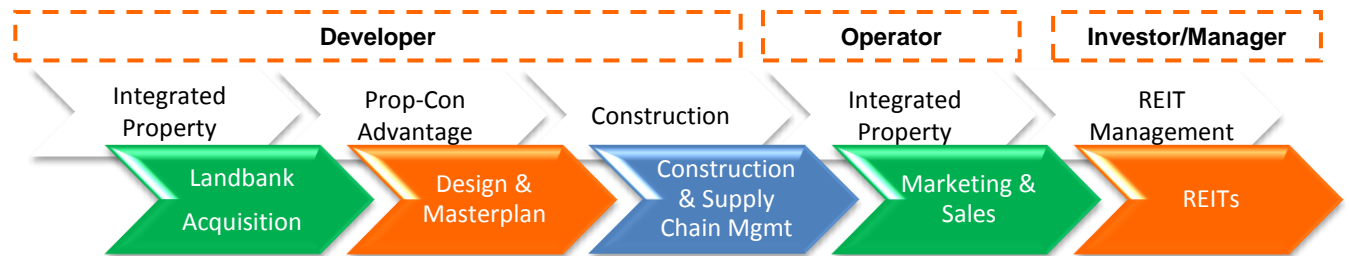 Developer
Operator
Investor/Manager
Integrated
Property
Prop-Con
Advantage
Construction
Integrated
Property
REIT
Management
Landbank
Acquisition
Design &
Masterplan
Construction
& Supply
Chain Mgmt
Marketing &
Sales
REITs